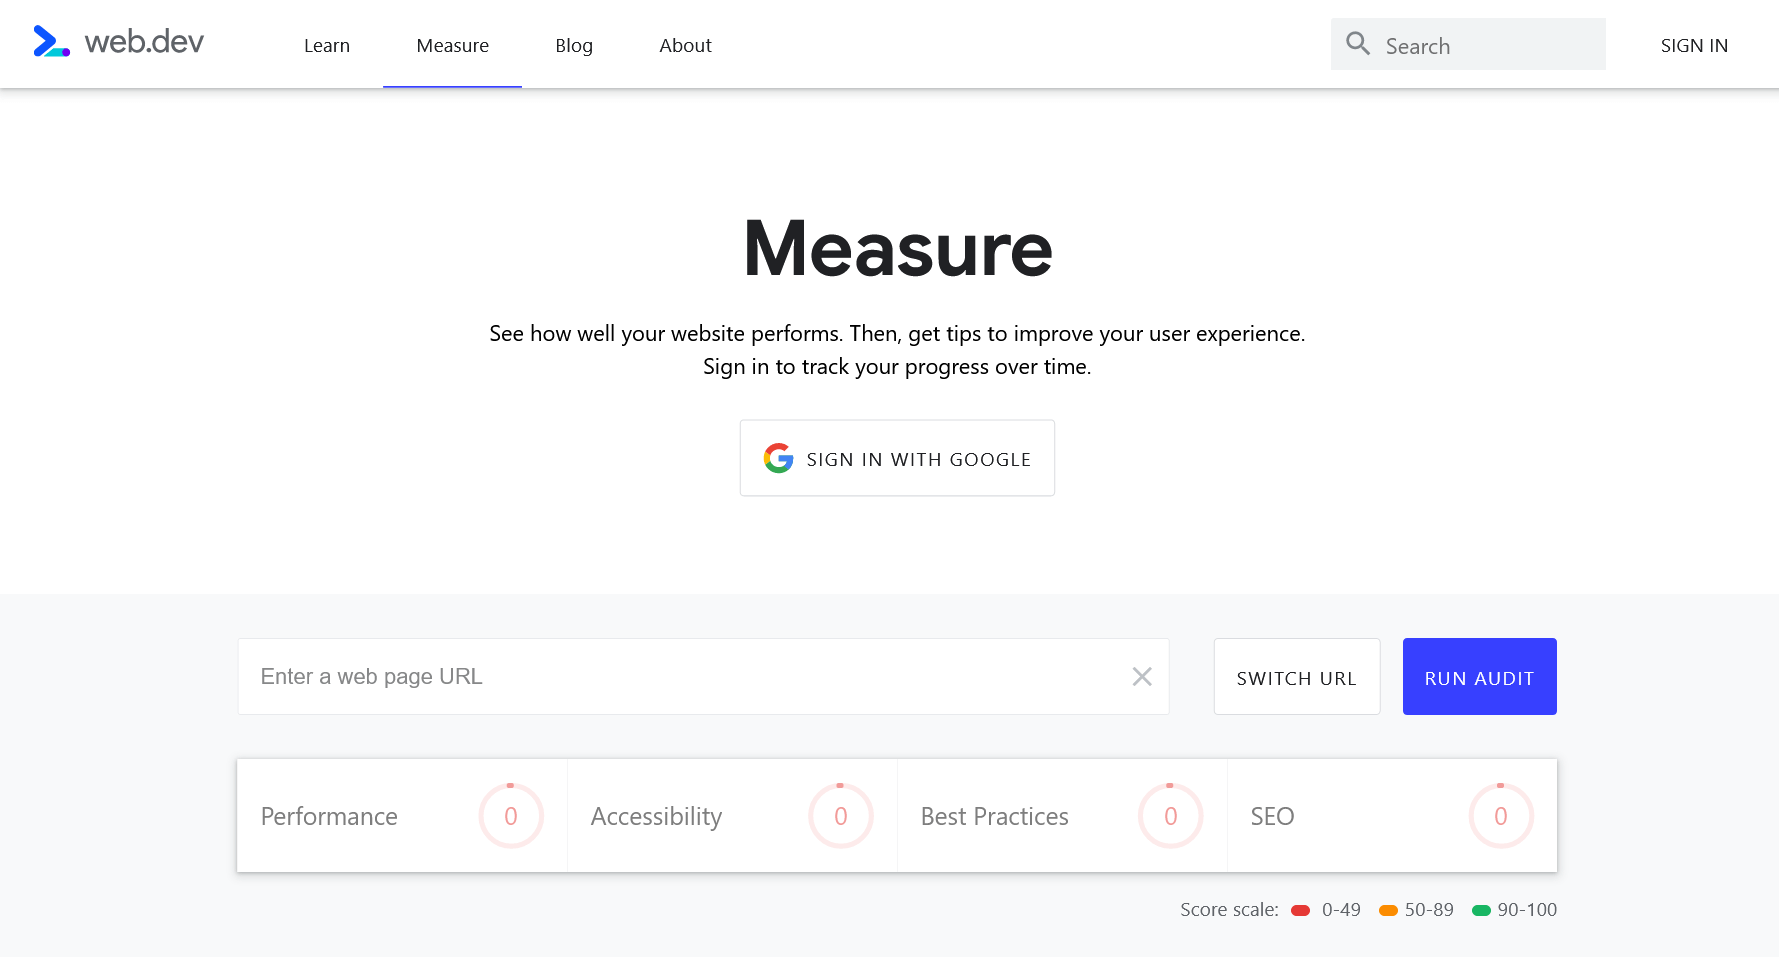 web.dev Learn Measure Blog About Search SIGN IN
Measure
See how well your website performs. Then, get tips to improve your user experience.
Sign in to track your progress over time.
SIGN IN WITH GOOGLE
Enter a web page URL SWITCH URL RUN AUDIT
Performance 0 Accessibility 0 Best Practices 0 SEO 0
Score scale: 0-49 50-89 90-100